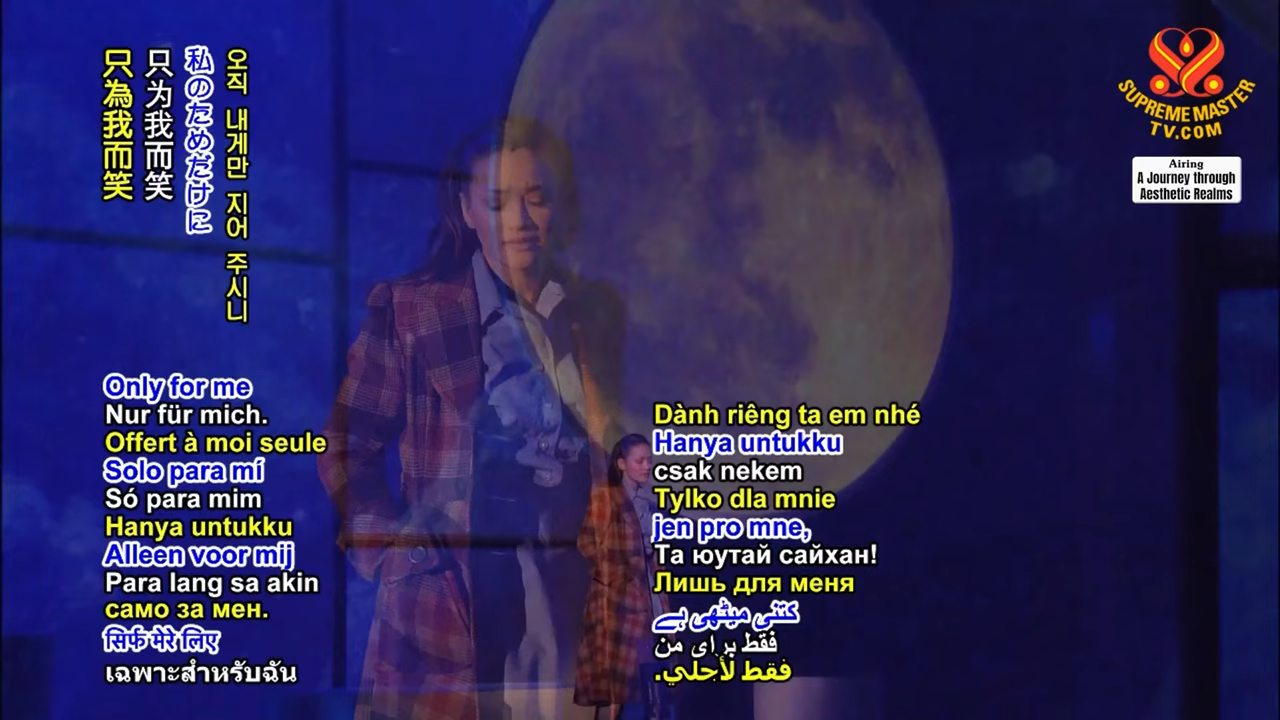 只為我而笑
只为我而笑
私のためだけに
오직 내게만 지어 주시니
SUPREME MASTER
TV.COM
Airing
A Journey through
Aesthetic Realms
Only for me
Nur für mich.
Offert à moi seule
Solo para mí
Só para mim
Hanya untukku
Alleen voor mij
Para lang sa akin
само за мен.
सिर्फ मेरे लिए
เฉพาะสำหรับฉัน
Dành riêng ta em nhé
Hanya untukku
csak nekem
Tylko dla mnie
jen pro mne,
Та юутай сайхан!
Лишь для меня
کتنی میٹھی ہے
فقط برای من
فقط لأجلي.